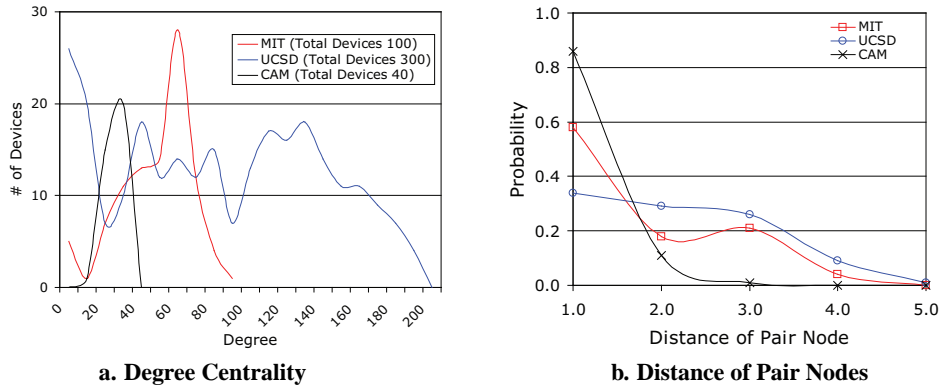 30
20
10
0
# of Devices
MIT (Total Devices 100)
UCSD (Total Devices 300)
CAM (Total Devices 40)
0 20 40 60 80 100 120 140 160 180 200
Degree
a. Degree Centrality
1.0
0.8
0.6
0.4
0.2
0.0
Probability
MIT
UCSD
CAM
1.0 2.0 3.0 4.0 5.0
Distance of Pair Node
b. Distance of Pair Nodes